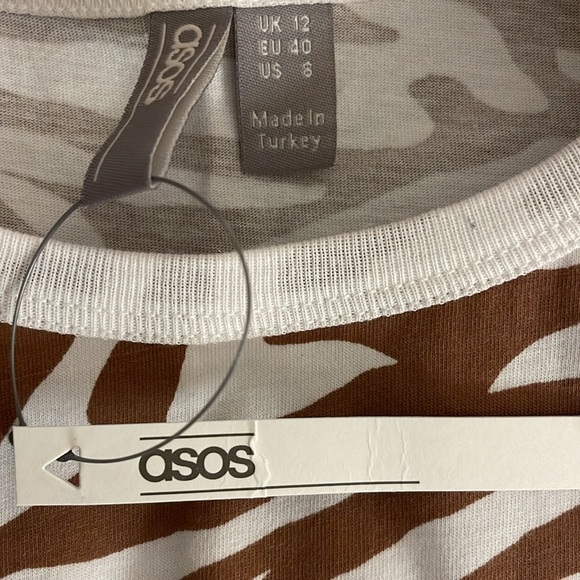 asos
UK 12
EU 40
US 8
Made In
Turkey
asos